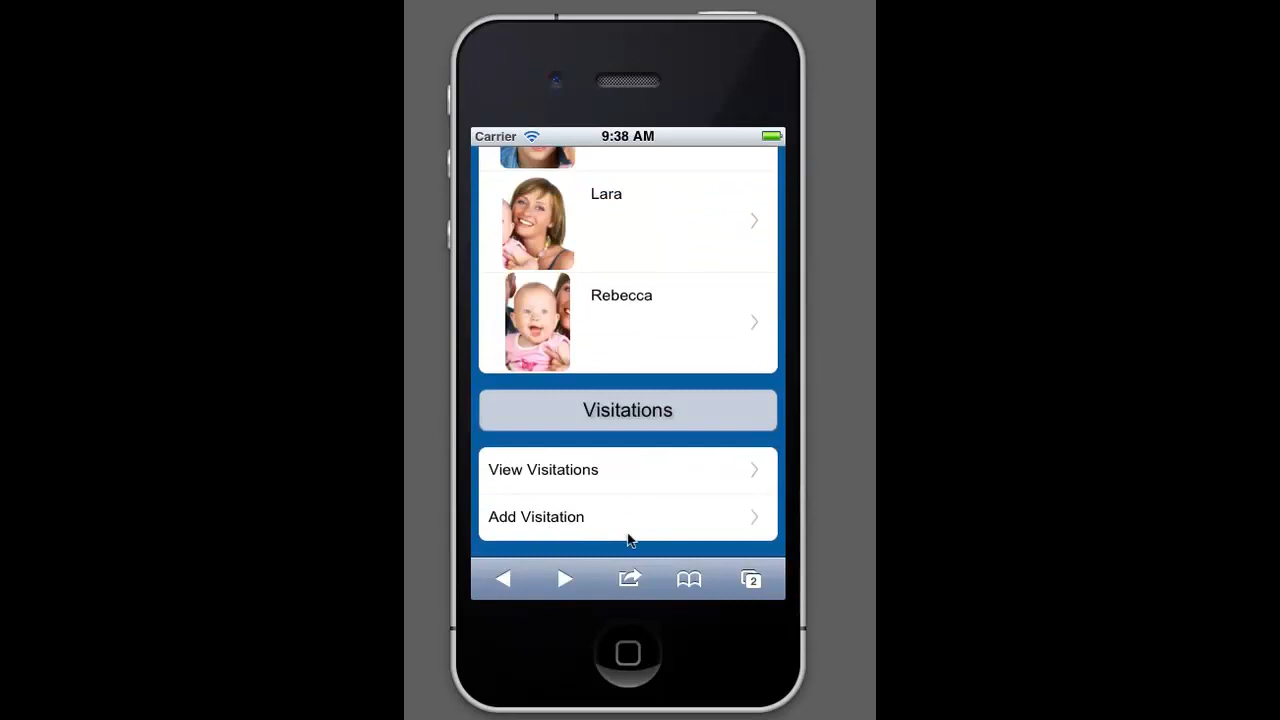 Carrier 9:38 AM
Lara
Rebecca
Visitations
View Visitations
Add Visitation
2